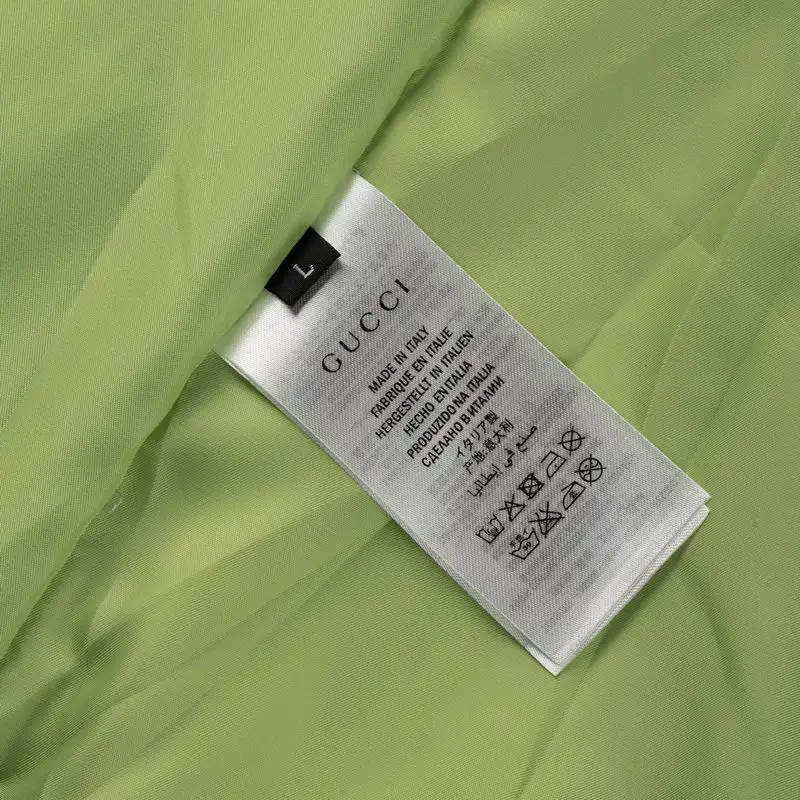 L
GUCCI
MADE IN ITALY
FABRIQUE EN ITALIE
HERGESTELLT IN ITALIEN
HECHO EN ITALIA
PRODUZIDO NA ITALIA
СДЕЛАНО В ИТАЛИИ
イタリア製
产地:意大利
صنع في إيطاليا